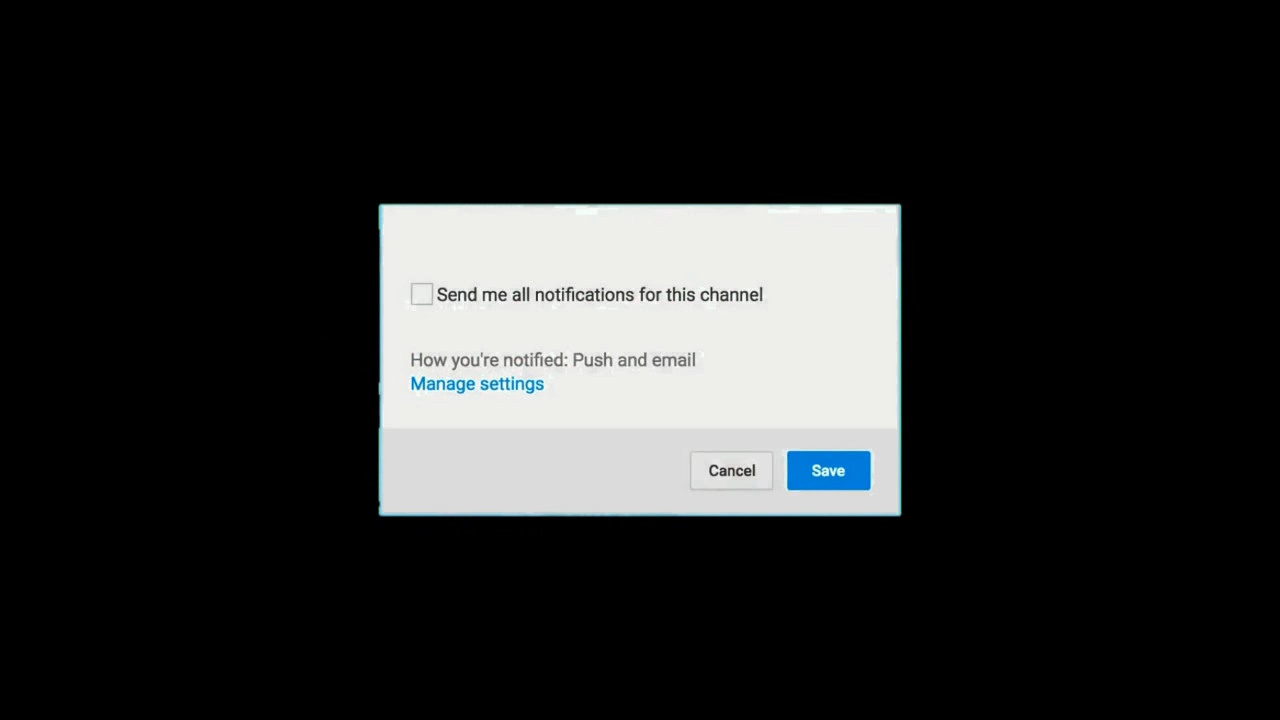 Send me all notifications for this channel
How you're notified: Push and email
Manage settings
Cancel Save